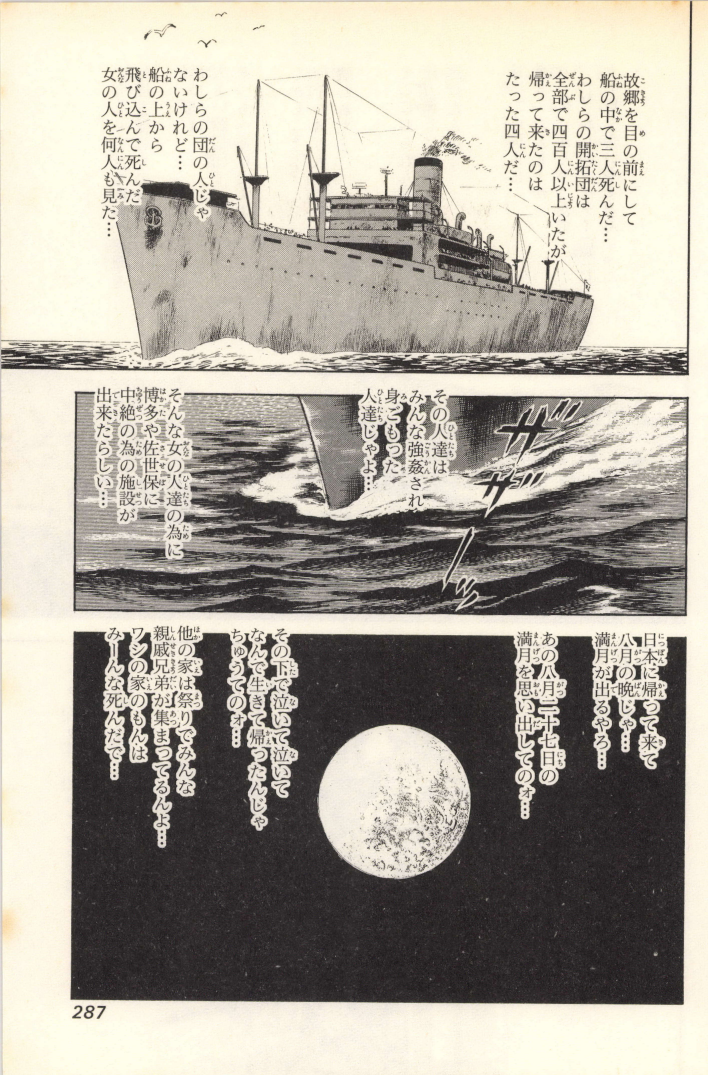 故郷を目の前にして
船の中で三人死んだ…
わしらの開拓団は
全部で四百人以上いたが
帰って来たのは
たった四人だ…
わしらの団の人じゃ
ないけれど…
船の上から
飛び込んで死んだ
女の人を何人も見た…
その人達は
みんな強姦され
身ごもった
人達じゃよ…
ザ
ザ
ーッ
そんな女の人達の為に
博多や佐世保に
中絶の為の施設が
出来たらしい…
日本に帰って来て
八月の晩じゃ…
満月が出るやろ…
あの八月二十七日の
満月を思い出してのォ…
その下で泣いて泣いて
なんで生きて帰ったんじゃ
ちゅうてのォ…
他の家は祭りでみんな
親戚兄弟が集まってるんよ…
ワシの家のもんは
みーんな死んだで…
287